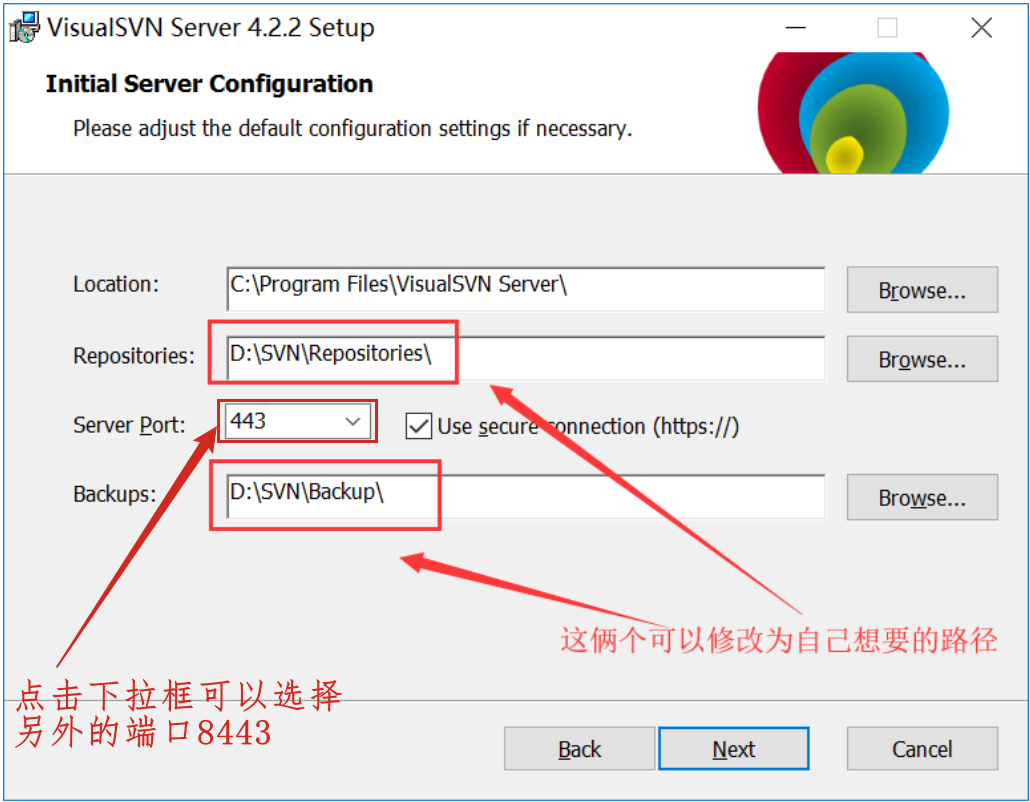 VisualSVN Server 4.2.2 Setup
Initial Server Configuration
Please adjust the default configuration settings if necessary.
Location:
C:\Program Files\VisualSVN Server\
Browse...
Repositories:
D:\SVN\Repositories\
Browse...
Server Port:
443
Use secure connection (https://)
Backups:
D:\SVN\Backup\
Browse...
这俩个可以修改为自己想要的路径
点击下拉框可以选择
另外的端口8443
Back
Next
Cancel